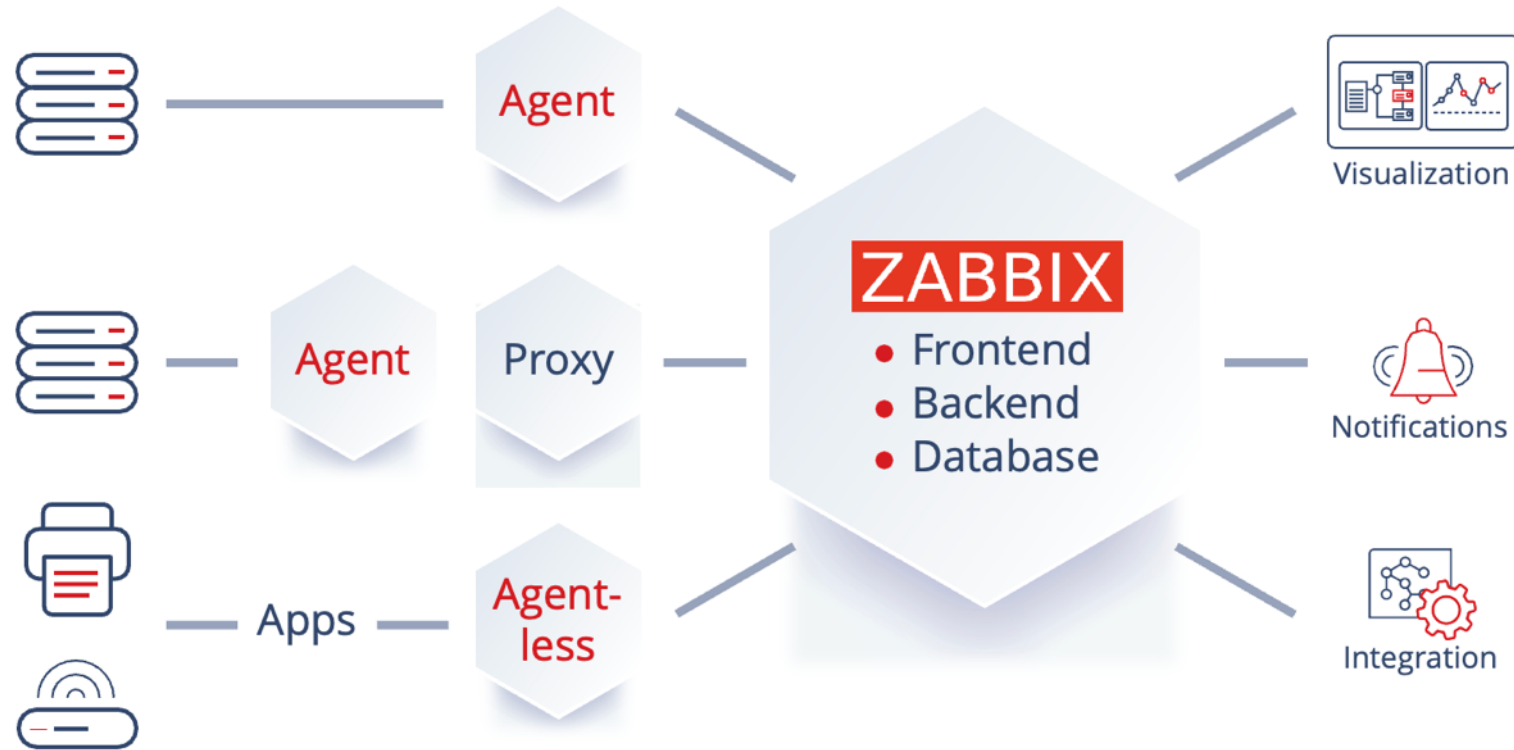 Agent
Visualization
ZABBIX
Agent
Proxy
• Frontend
• Backend
• Database
Notifications
Apps
Agent-
less
Integration